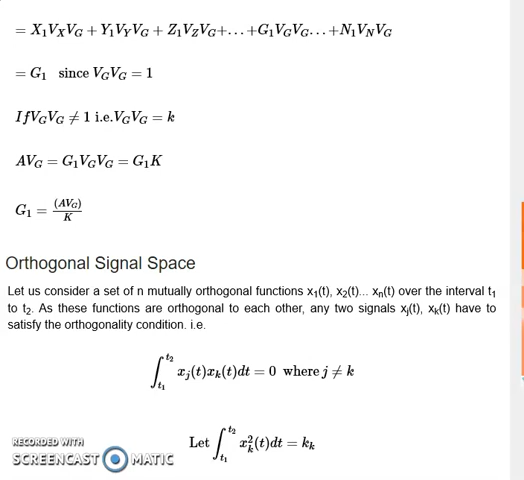 = X₁VₓV_G + Y₁V_YV_G + Z₁V_ZV_G+...+G₁V_GV_G...+N₁V_NV_G
= G₁ since V_GV_G = 1
IfV_GV_G ≠ 1 i.e.V_GV_G = k
AV_G = G₁V_GV_G = G₁K
G₁ = (AV_G)/K
Orthogonal Signal Space
Let us consider a set of n mutually orthogonal functions x₁(t), x₂(t)... xₙ(t) over the interval t₁
to t₂. As these functions are orthogonal to each other, any two signals xⱼ(t), xₖ(t) have to
satisfy the orthogonality condition. i.e.
∫_{t₁}^{t₂} xⱼ(t)xₖ(t)dt = 0 where j ≠ k
Let ∫_{t₁}^{t₂} xₖ²(t)dt = kₖ
RECORDED WITH
SCREENCAST MATIC